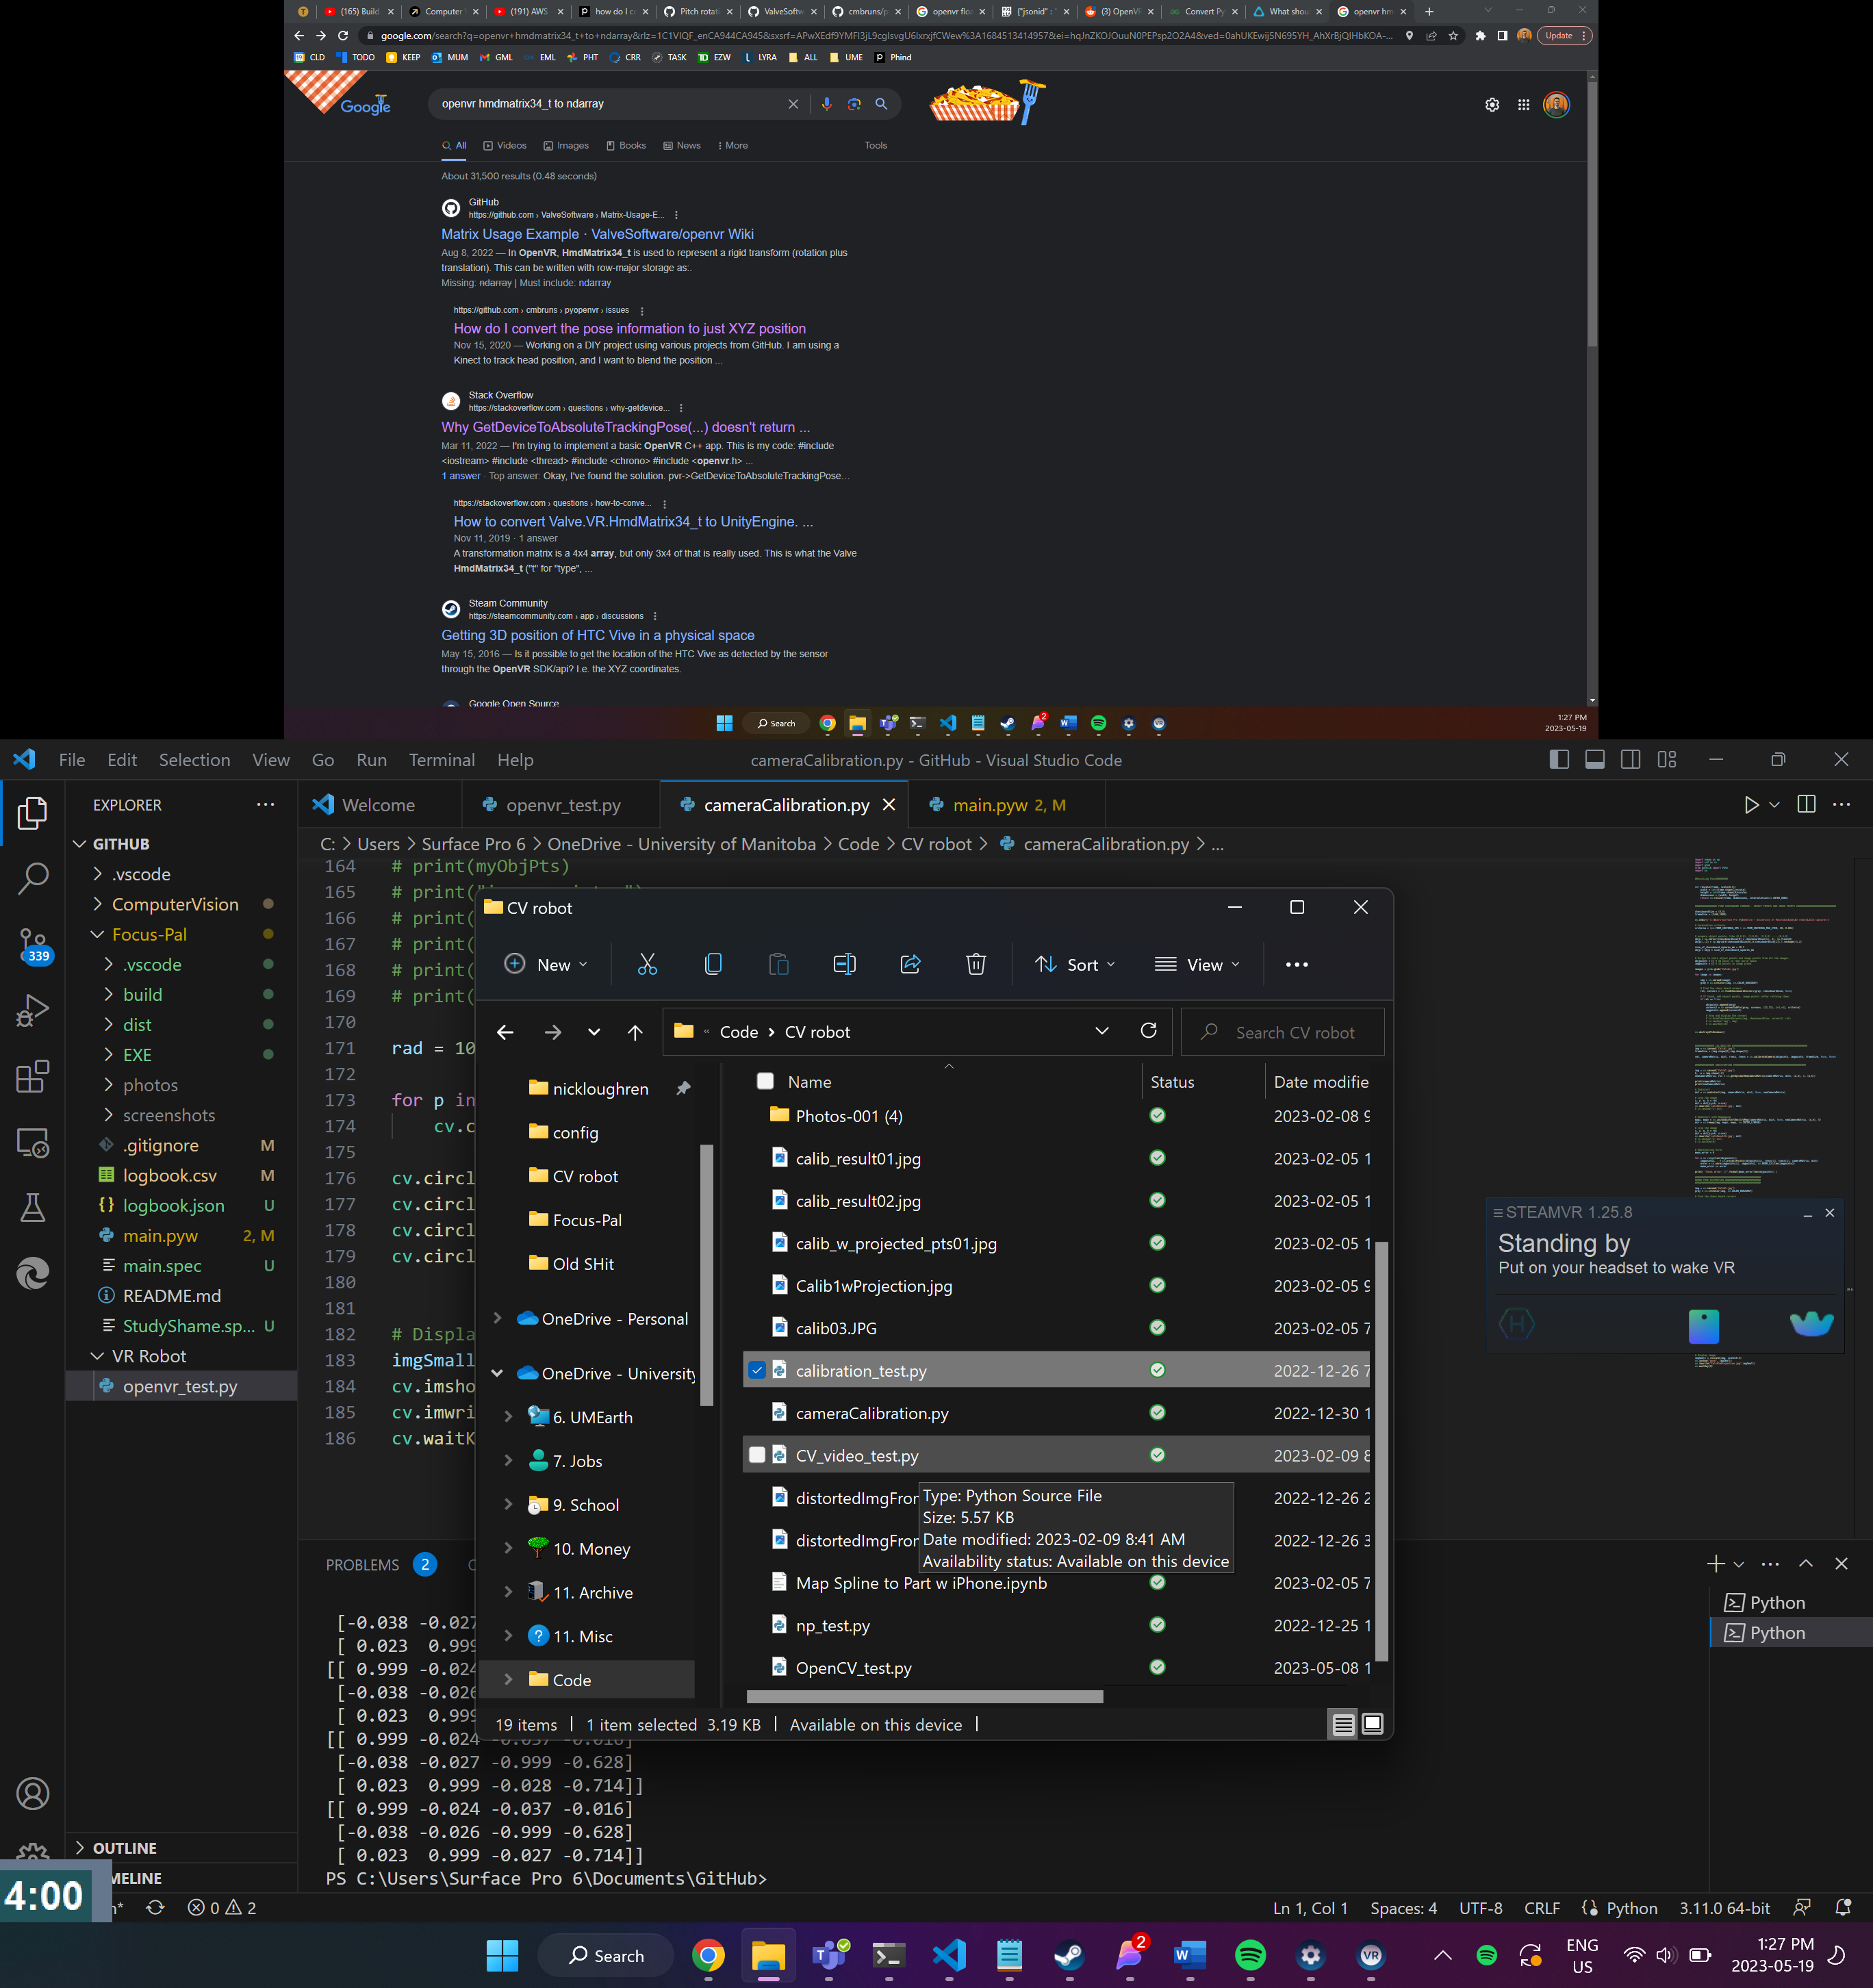 (165) Build
Computer
(191) AWS
how do I co
Pitch rotati
ValveSoftw
cmbruns/p
openvr floa
{"jsonid" : "
(3) OpenVR
Convert Py
What shou
openvr hm
google.com/search?q=openvr+hmdmatrix34_t+to+ndarray&rlz=1C1VIQF_enCA944CA945&sxsrf=
Update
CLD TODO KEEP MUM GML EML PHT CRR TASK EZW LYRA ALL UME Phind
Google
openvr hmdmatrix34_t to ndarray
All Videos Images Books News More Tools
About 31,500 results (0.48 seconds)
GitHub
https://github.com › ValveSoftware › Matrix-Usage-E...
Matrix Usage Example · ValveSoftware/openvr Wiki
Aug 8, 2022 — In OpenVR, HmdMatrix34_t is used to represent a rigid transform (rotation plus
translation). This can be written with row-major storage as:.
Missing: ndarray | Must include: ndarray
https://github.com › cmbruns › pyopenvr › issues
How do I convert the pose information to just XYZ position
Nov 15, 2020 — Working on a DIY project using various projects from GitHub. I am using a
Kinect to track head position, and I want to blend the position ...
Stack Overflow
https://stackoverflow.com › questions › why-getdevice...
Why GetDeviceToAbsoluteTrackingPose(...) doesn't return ...
Mar 11, 2022 — I'm trying to implement a basic OpenVR C++ app. This is my code: #include
<iostream> #include <thread> #include <chrono> #include <openvr.h> ...
1 answer · Top answer: Okay, I've found the solution. pvr->GetDeviceToAbsoluteTrackingPose...
https://stackoverflow.com › questions › how-to-conve...
How to convert Valve.VR.HmdMatrix34_t to UnityEngine. ...
Nov 11, 2019 · 1 answer
A transformation matrix is a 4x4 array, but only 3x4 of that is really used. This is what the Valve
HmdMatrix34_t ("t" for "type", ...
Steam Community
https://steamcommunity.com › app › discussions
Getting 3D position of HTC Vive in a physical space
May 15, 2016 — Is it possible to get the location of the HTC Vive as detected by the sensor
through the OpenVR SDK/api? I.e. the XYZ coordinates.
Google Open Source
Search
2
1:27 PM
2023-05-19
File Edit Selection View Go Run Terminal Help
cameraCalibration.py - GitHub - Visual Studio Code
EXPLORER
Welcome
openvr_test.py
cameraCalibration.py
main.pyw 2, M
C: > Users > Surface Pro 6 > OneDrive - University of Manitoba > Code > CV robot > cameraCalibration.py > ...
GITHUB
.vscode
ComputerVision
Focus-Pal
.vscode
build
dist
EXE
photos
screenshots
.gitignore M
logbook.csv M
logbook.json U
main.pyw 2, M
main.spec U
README.md
StudyShame.sp... U
VR Robot
openvr_test.py
OUTLINE
MELINE
339
164 # print(myObjPts)
165 # print("
166 # print(
167 # print(
168 # print(
169 # print(
170
171 rad = 10
172
173 for p in
174 cv.c
175
176 cv.circl
177 cv.circl
178 cv.circl
179 cv.circl
180
181
182 # Displa
183 imgSmall
184 cv.imsho
185 cv.imwri
186 cv.waitK
CV robot
New
Sort
View
Code > CV robot
Search CV robot
nickloughren
config
CV robot
Focus-Pal
Old SHit
OneDrive - Personal
OneDrive - University
6. UMEarth
7. Jobs
9. School
10. Money
11. Archive
11. Misc
Code
Name Status Date modifie
Photos-001 (4) 2023-02-08 9
calib_result01.jpg 2023-02-05 1
calib_result02.jpg 2023-02-05 1
calib_w_projected_pts01.jpg 2023-02-05 1
Calib1wProjection.jpg 2023-02-05 9
calib03.JPG 2023-02-05 7
calibration_test.py 2022-12-26 7
cameraCalibration.py 2022-12-30 1
CV_video_test.py 2023-02-09 8
distortedImgFror 2022-12-26 2
distortedImgFror 2022-12-26 3
Map Spline to Part w iPhone.ipynb 2023-02-05 7
np_test.py 2022-12-25 1
OpenCV_test.py 2023-05-08 1
Type: Python Source File
Size: 5.57 KB
Date modified: 2023-02-09 8:41 AM
Availability status: Available on this device
19 items | 1 item selected 3.19 KB | Available on this device |
STEAMVR 1.25.8
Standing by
Put on your headset to wake VR
PROBLEMS 2
Python
Python
[-0.038 -0.027
[ 0.023 0.999
[[ 0.999 -0.024
[-0.038 -0.026
[ 0.023 0.999
[[ 0.999 -0.024 -0.037 -0.016]
[-0.038 -0.027 -0.999 -0.628]
[ 0.023 0.999 -0.028 -0.714]]
[[ 0.999 -0.024 -0.037 -0.016]
[-0.038 -0.026 -0.999 -0.628]
[ 0.023 0.999 -0.027 -0.714]]
PS C:\Users\Surface Pro 6\Documents\GitHub>
4:00
0 2
Ln 1, Col 1 Spaces: 4 UTF-8 CRLF Python 3.11.0 64-bit
Search
2
ENG
US
1:27 PM
2023-05-19